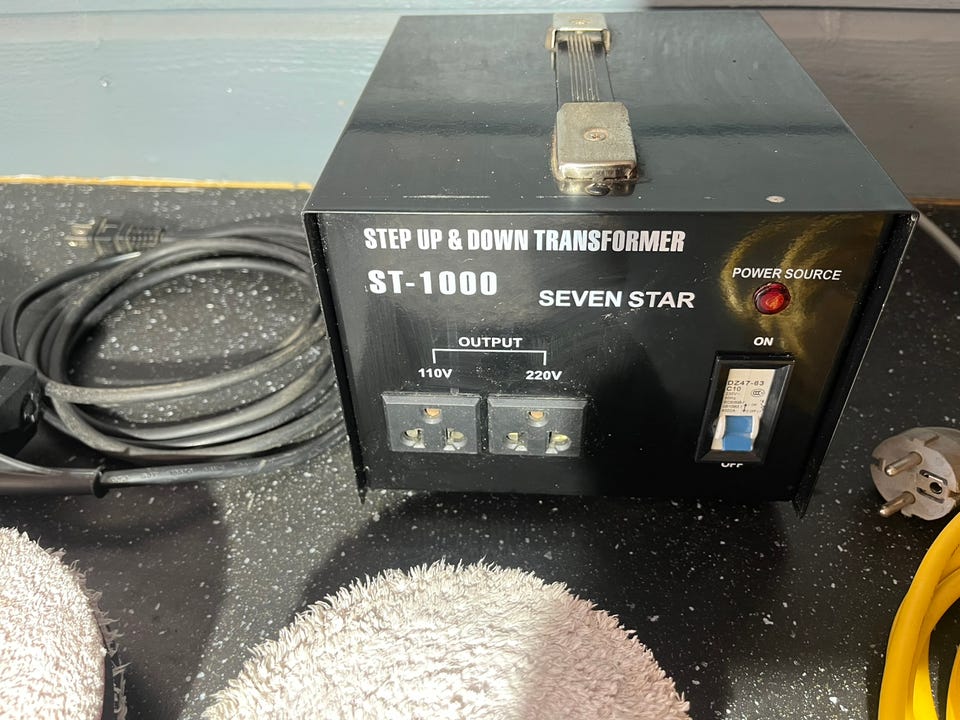 STEP UP & DOWN TRANSFORMER
ST-1000
SEVEN STAR
POWER SOURCE
ON
OUTPUT
110V
220V
DZ47-63
C10
OFF